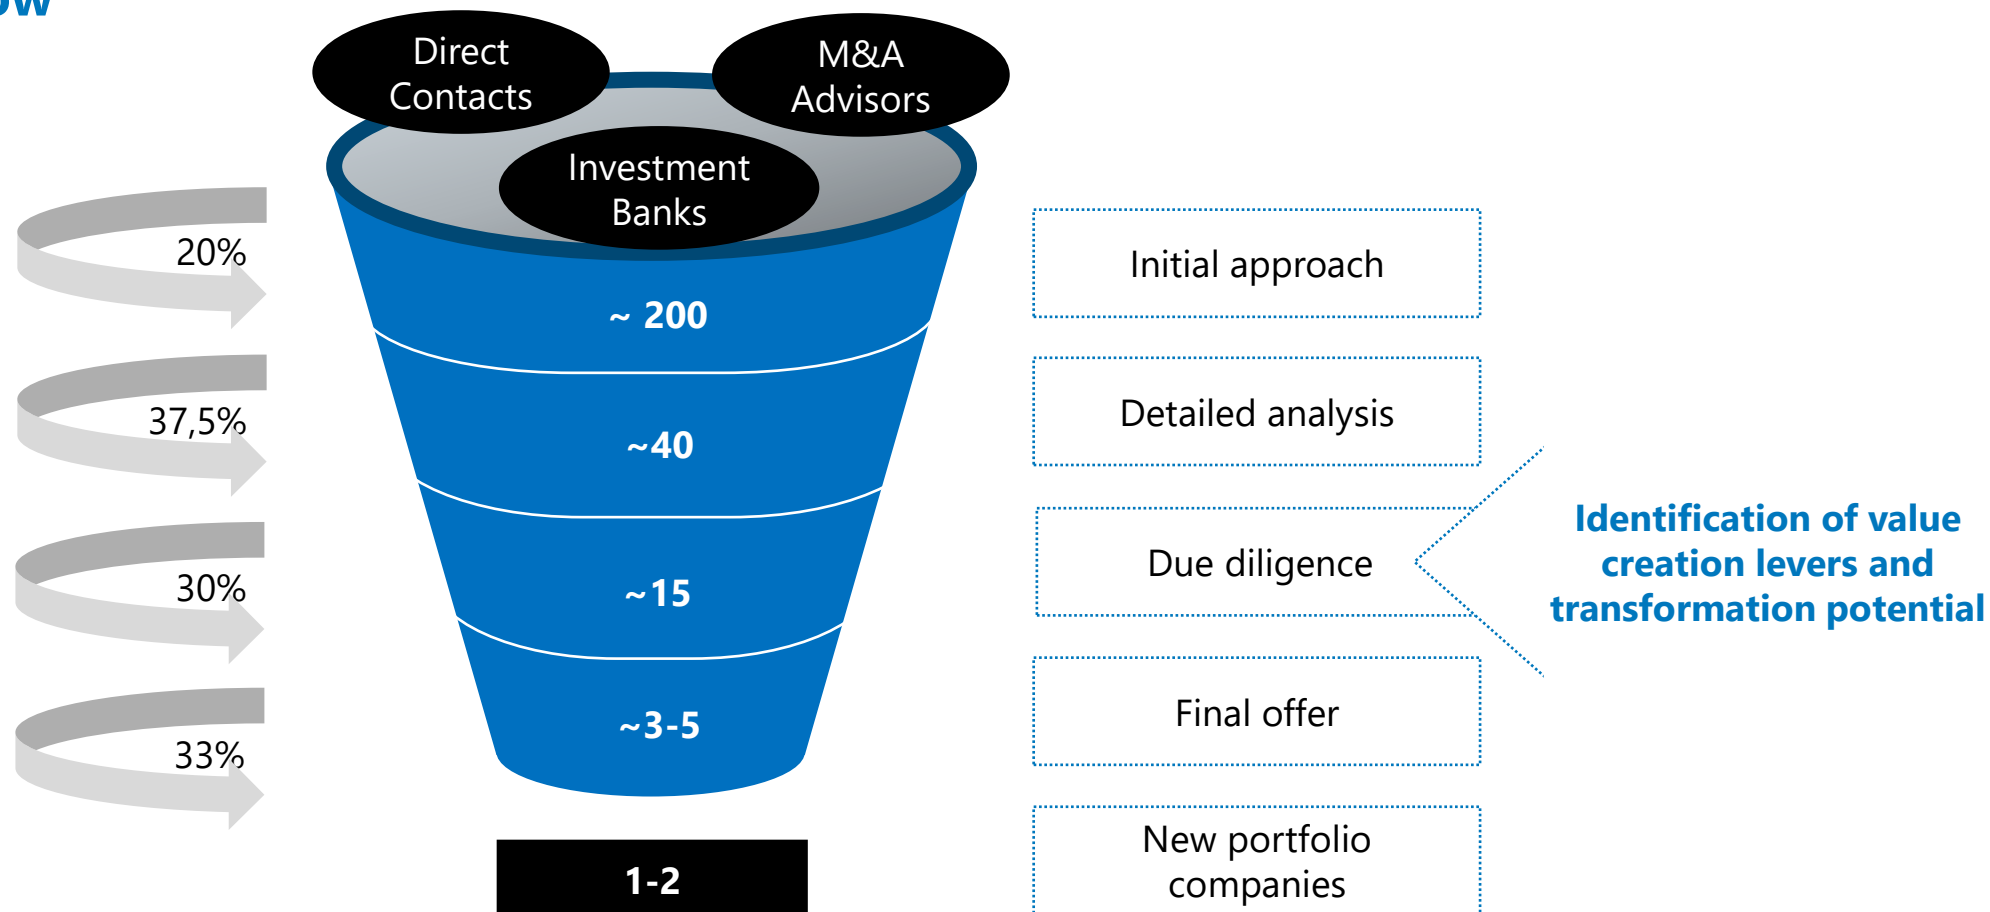 Direct
Contacts
M&A
Advisors
Investment
Banks
20%
~ 200
Initial approach
37,5%
~40
Detailed analysis
30%
~15
Due diligence
Identification of value
creation levers and
transformation potential
33%
~3-5
Final offer
1-2
New portfolio
companies